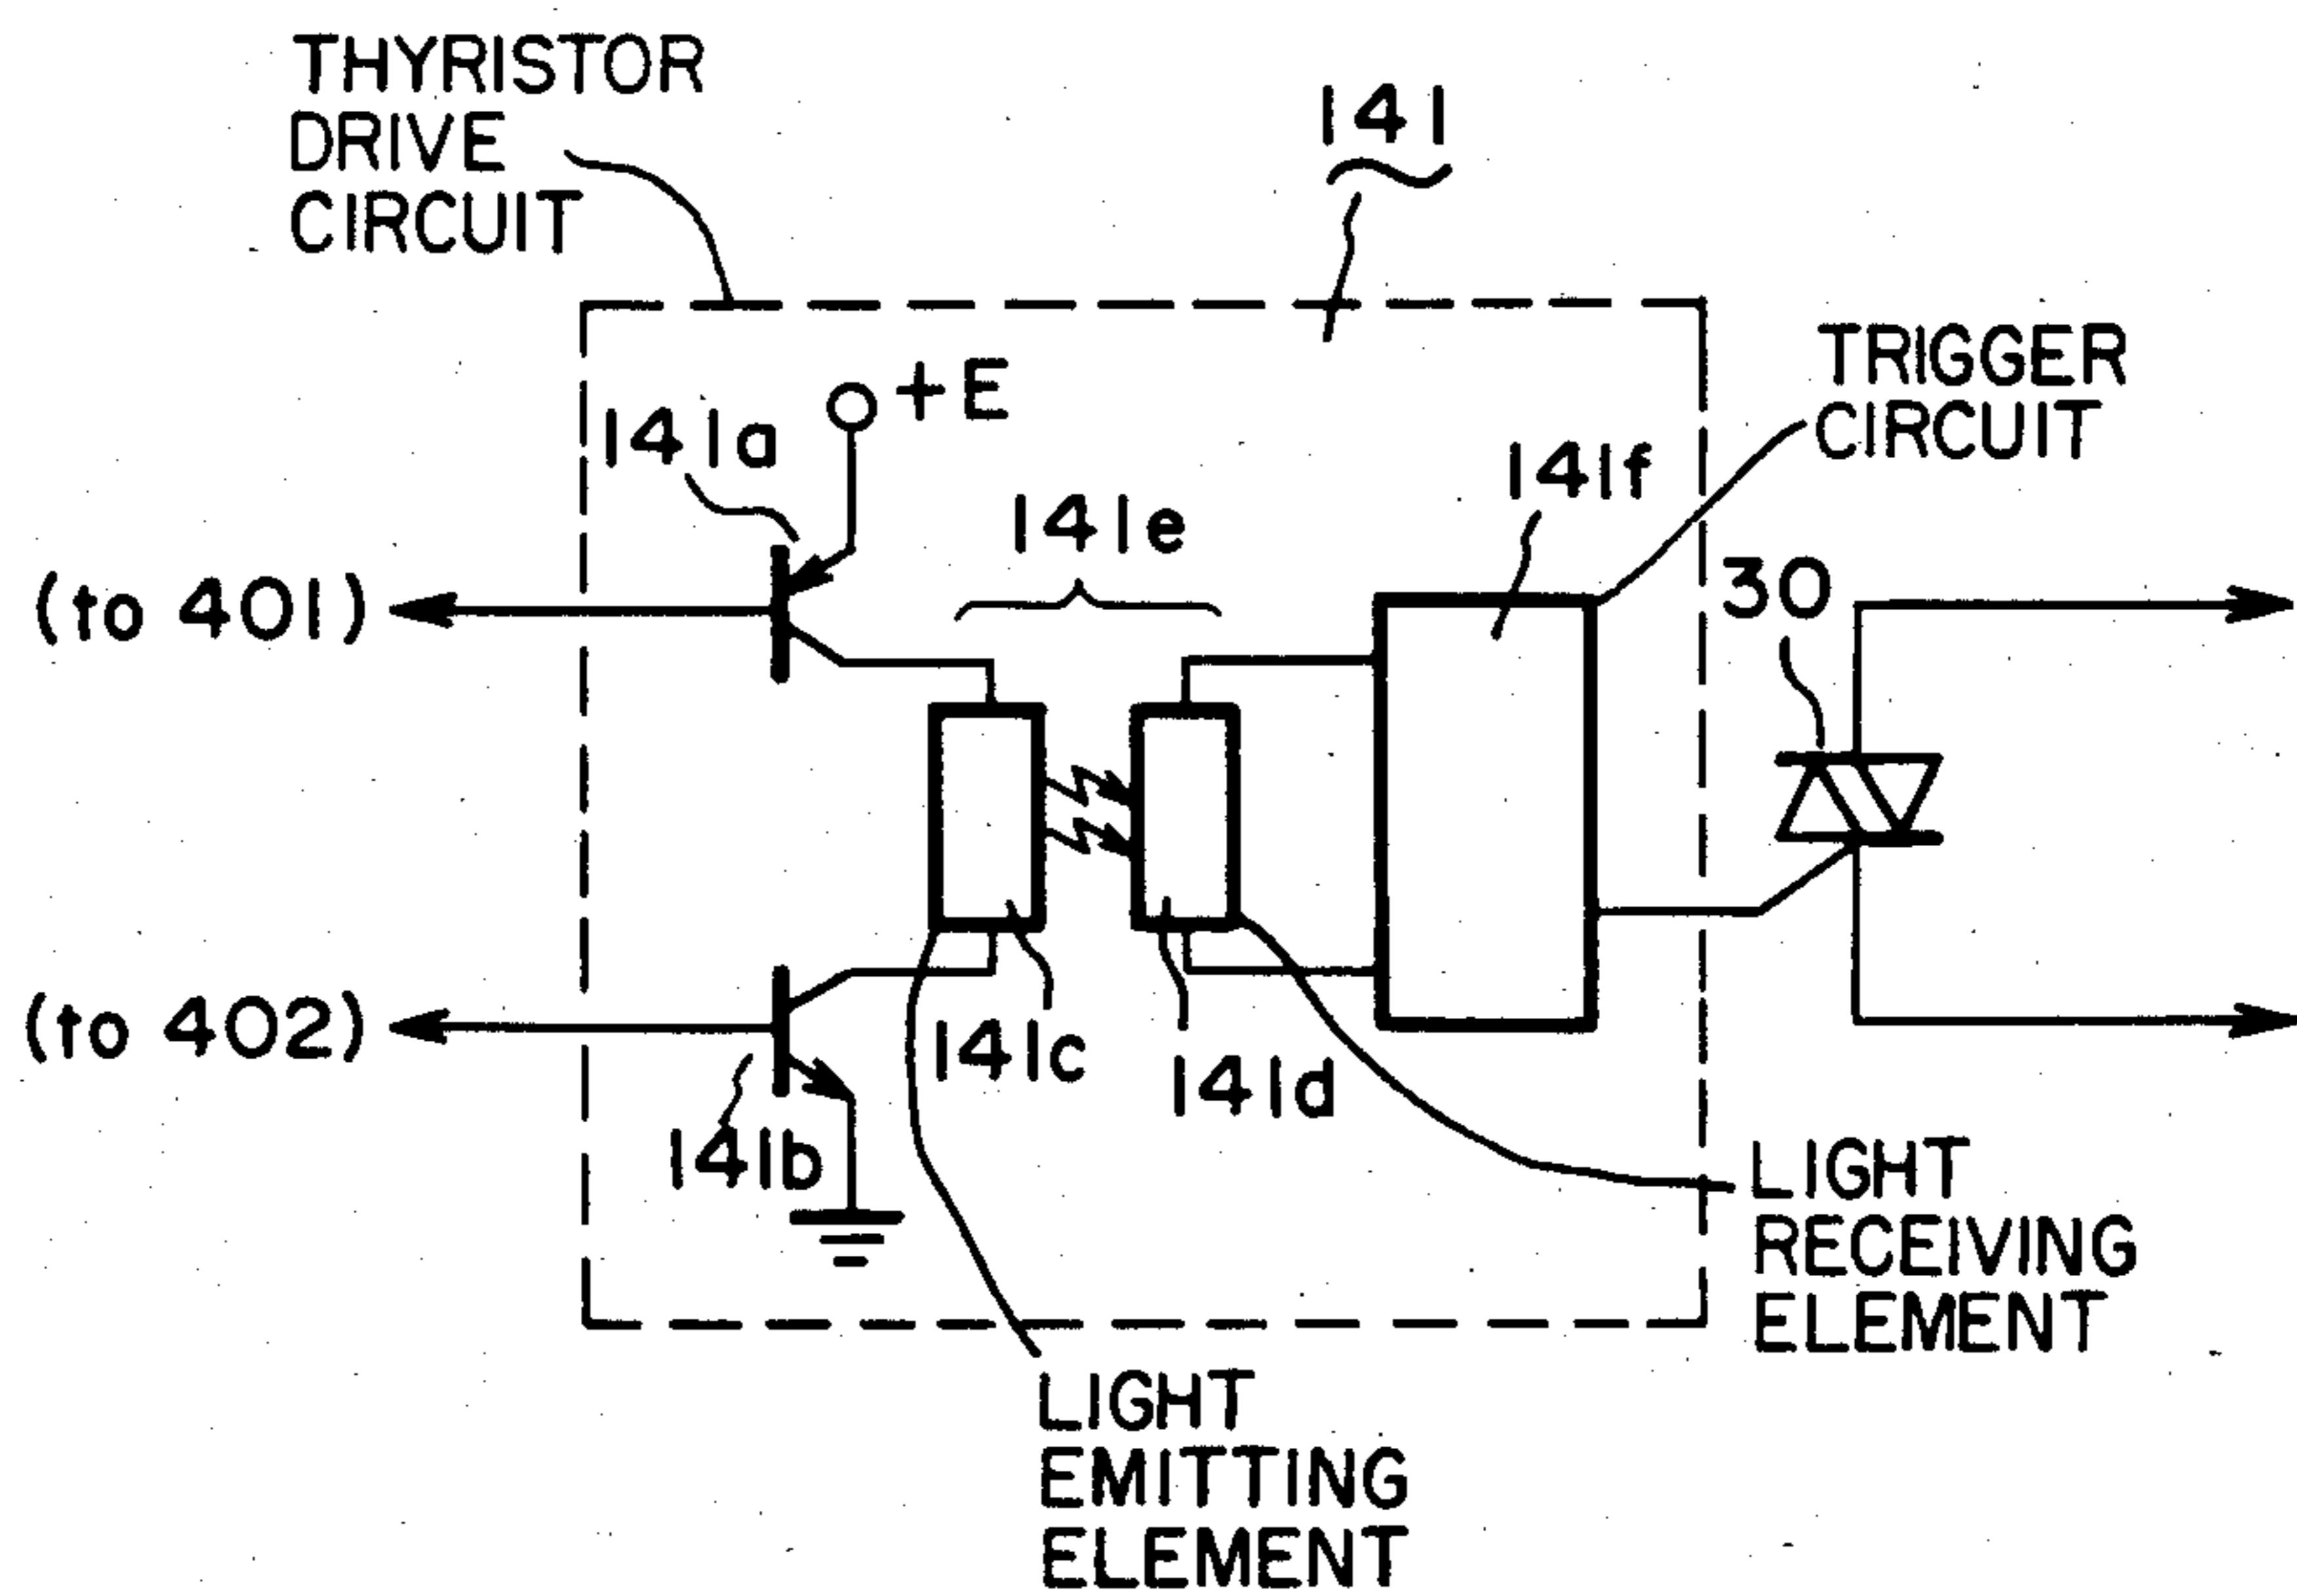 THYRISTOR
DRIVE
CIRCUIT
141
TRIGGER
CIRCUIT
+E
141a
141f
141e
30
(to 401)
(to 402)
141c
141d
141b
LIGHT
RECEIVING
ELEMENT
LIGHT
EMITTING
ELEMENT